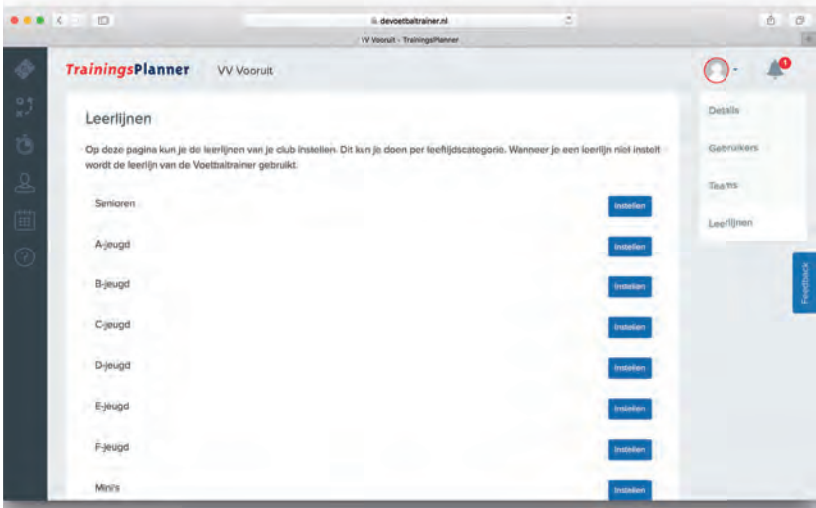 devoetbaltrainer.nl
VV Vooruit - TrainingsPlanner
TrainingsPlanner VV Vooruit
1
Leerlijnen
Op deze pagina kun je de leerlijnen van je club instellen. Dit kun je doen per leeftijdscategorie. Wanneer je een leerlijn niet instelt
wordt de leerlijn van de Voetbaltrainer gebruikt.
Senioren Instellen
A-jeugd Instellen
B-jeugd Instellen
C-jeugd Instellen
D-jeugd Instellen
E-jeugd Instellen
F-jeugd Instellen
Mini's Instellen
Details
Gebruikers
Teams
Leerlijnen
Feedback